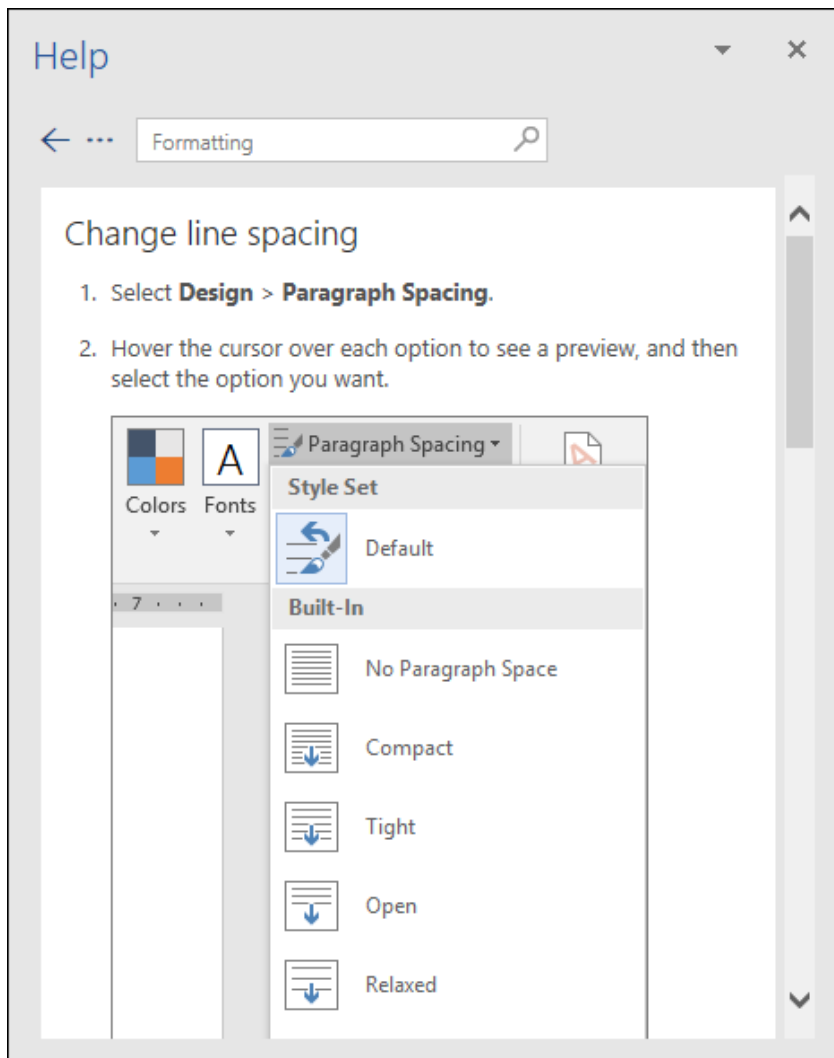 Help
Formatting
Change line spacing
1. Select Design > Paragraph Spacing.
2. Hover the cursor over each option to see a preview, and then
select the option you want.
Paragraph Spacing
Colors Fonts
A
Style Set
Default
7
Built-In
No Paragraph Space
Compact
Tight
Open
Relaxed